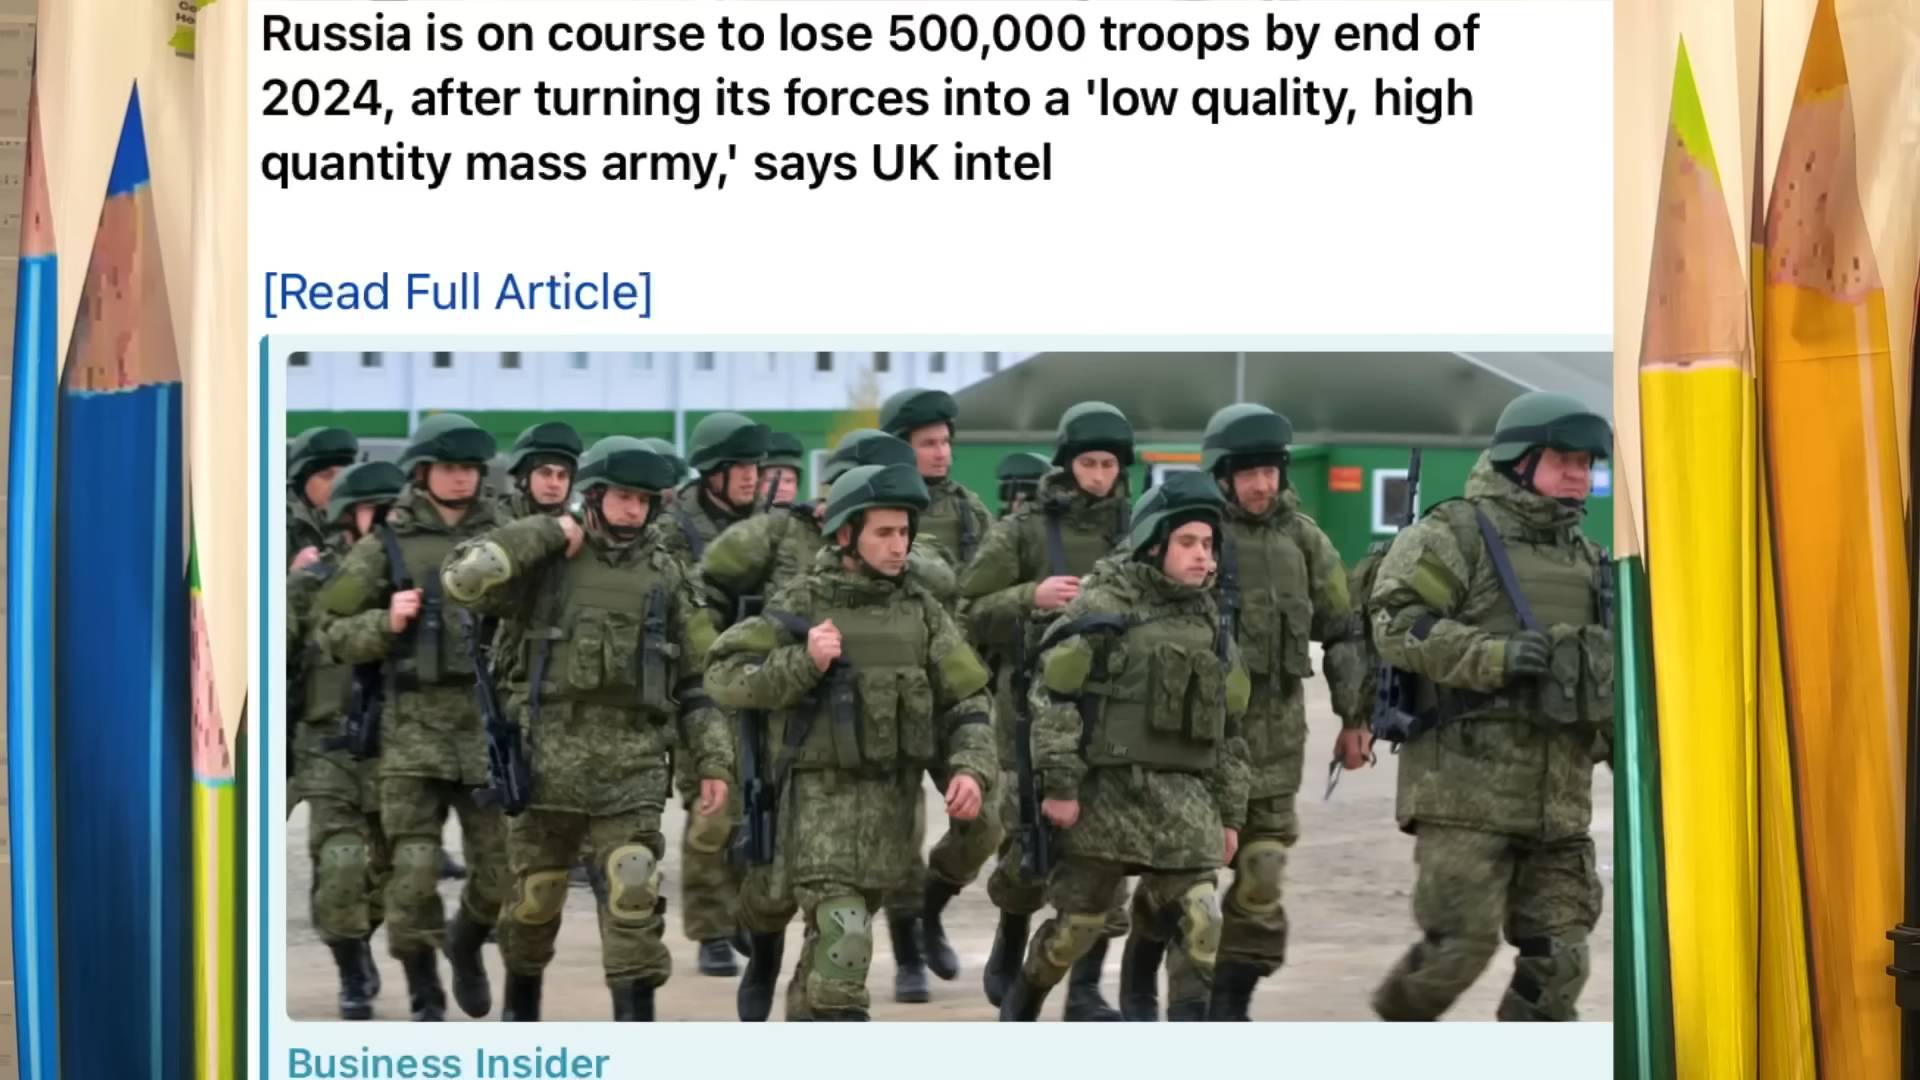 Russia is on course to lose 500,000 troops by end of
2024, after turning its forces into a 'low quality, high
quantity mass army,' says UK intel
[Read Full Article]
Business Insider